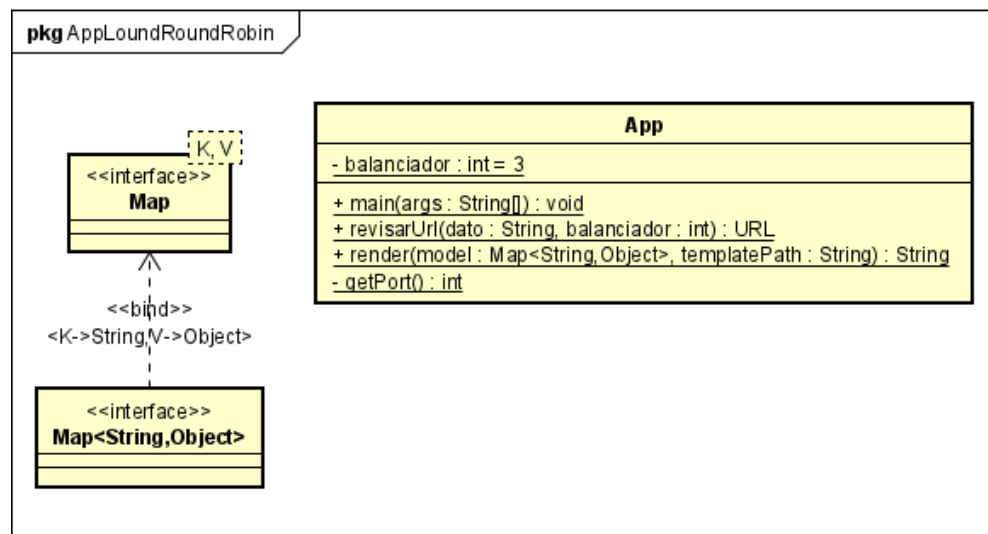 pkg AppLoundRoundRobin
K, V
<<interface>>
Map
<<bind>>
<K->String,V->Object>
<<interface>>
Map<String,Object>
App
- balanciador : int = 3
+ main(args : String[]) : void
+ revisarUrl(dato : String, balanciador : int) : URL
+ render(model : Map<String,Object>, templatePath : String) : String
- getPort() : int